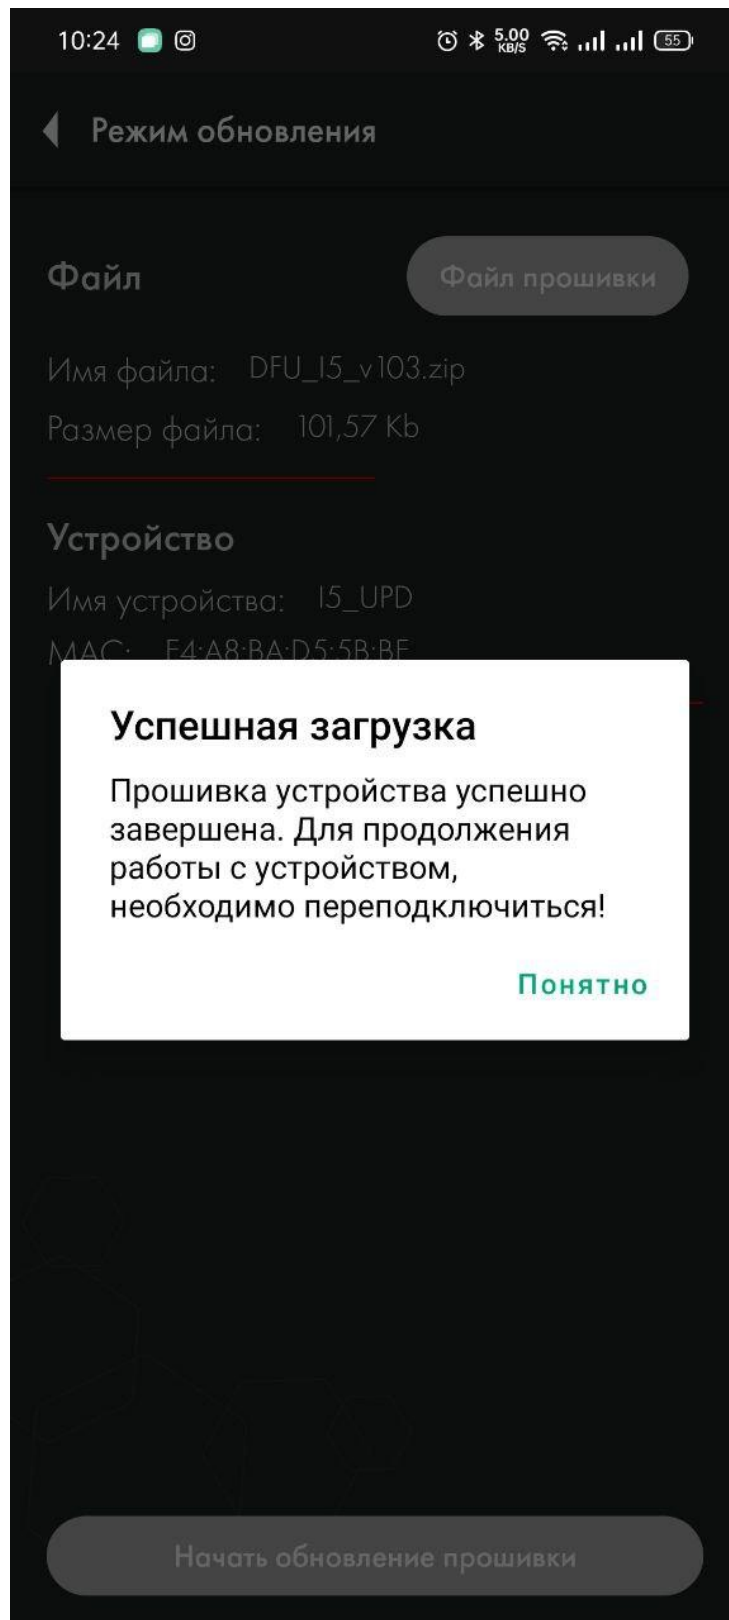 10:24
5.00
KB/S
55
Режим обновления
Файл
Файл прошивки
Имя файла: DFU_I5_v103.zip
Размер файла: 101,57 Kb
Устройство
Имя устройства: I5_UPD
MAC: F4:A8:BA:D5:5B:BF
Успешная загрузка
Прошивка устройства успешно
завершена. Для продолжения
работы с устройством,
необходимо переподключиться!
Понятно
Начать обновление прошивки